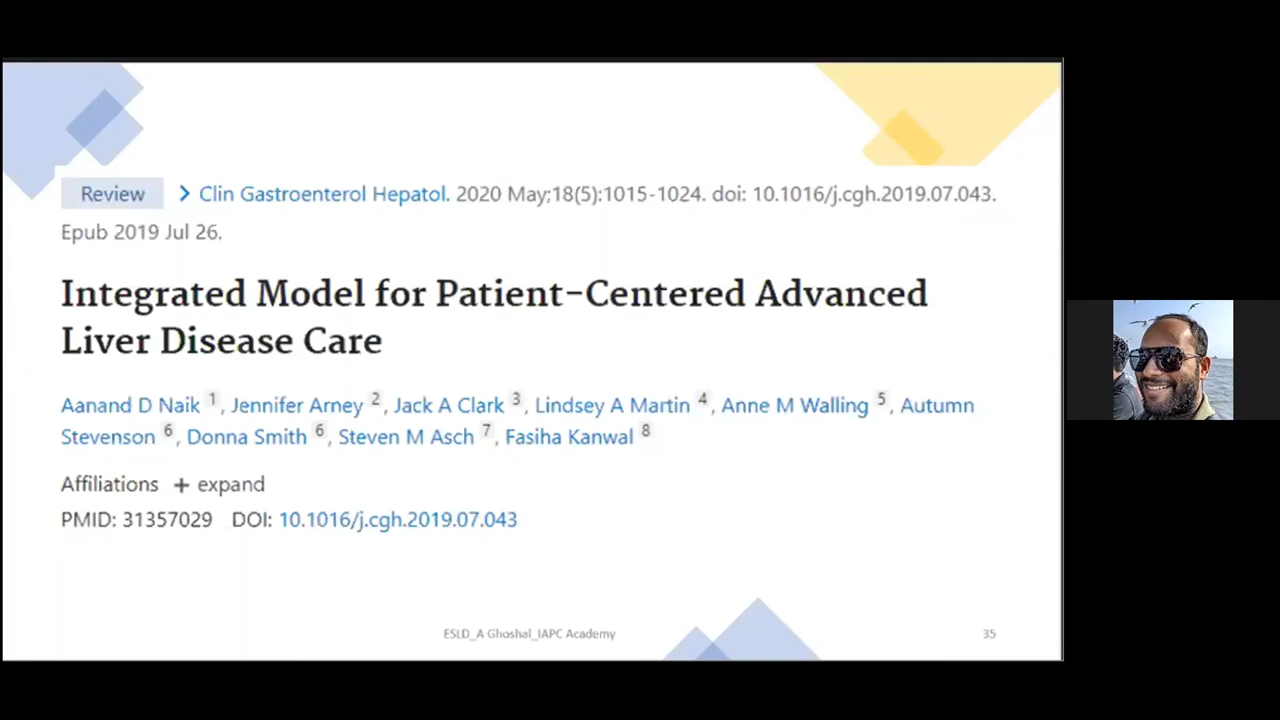 Review > Clin Gastroenterol Hepatol. 2020 May;18(5):1015-1024. doi: 10.1016/j.cgh.2019.07.043.
Epub 2019 Jul 26.
Integrated Model for Patient-Centered Advanced
Liver Disease Care
Aanand D Naik 1, Jennifer Arney 2, Jack A Clark 3, Lindsey A Martin 4, Anne M Walling 5, Autumn
Stevenson 6, Donna Smith 6, Steven M Asch 7, Fasiha Kanwal 8
Affiliations + expand
PMID: 31357029 DOI: 10.1016/j.cgh.2019.07.043
ESLD_A Ghoshal_IAPC Academy 35